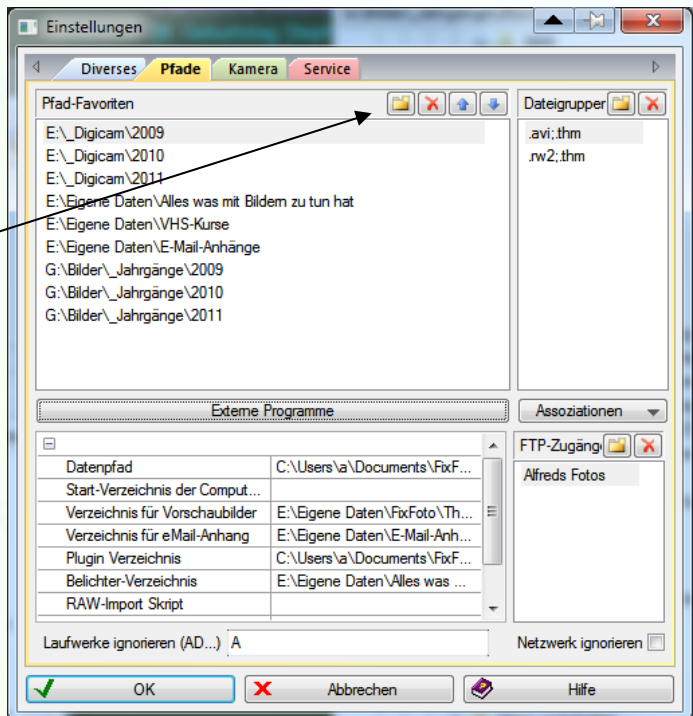 Einstellungen
Diverses Pfade Kamera Service
Pfad-Favoriten
E:\_Digicam\2009
E:\_Digicam\2010
E:\_Digicam\2011
E:\Eigene Daten\Alles was mit Bildern zu tun hat
E:\Eigene Daten\VHS-Kurse
E:\Eigene Daten\E-Mail-Anhänge
G:\Bilder\_Jahrgänge\2009
G:\Bilder\_Jahrgänge\2010
G:\Bilder\_Jahrgänge\2011
Dateigrupper
.avi;.thm
.rw2;.thm
Externe Programme
Assoziationen
Datenpfad C:\Users\a\Documents\FixF...
Start-Verzeichnis der Comput...
Verzeichnis für Vorschaubilder E:\Eigene Daten\FixFoto\Th...
Verzeichnis für eMail-Anhang E:\Eigene Daten\E-Mail-Anh...
Plugin Verzeichnis C:\Users\a\Documents\FixF...
Belichter-Verzeichnis E:\Eigene Daten\Alles was ...
RAW-Import Skript
FTP-Zugäng
Alfreds Fotos
Laufwerke ignorieren (AD...) A
Netzwerk ignorieren
OK Abbrechen Hilfe